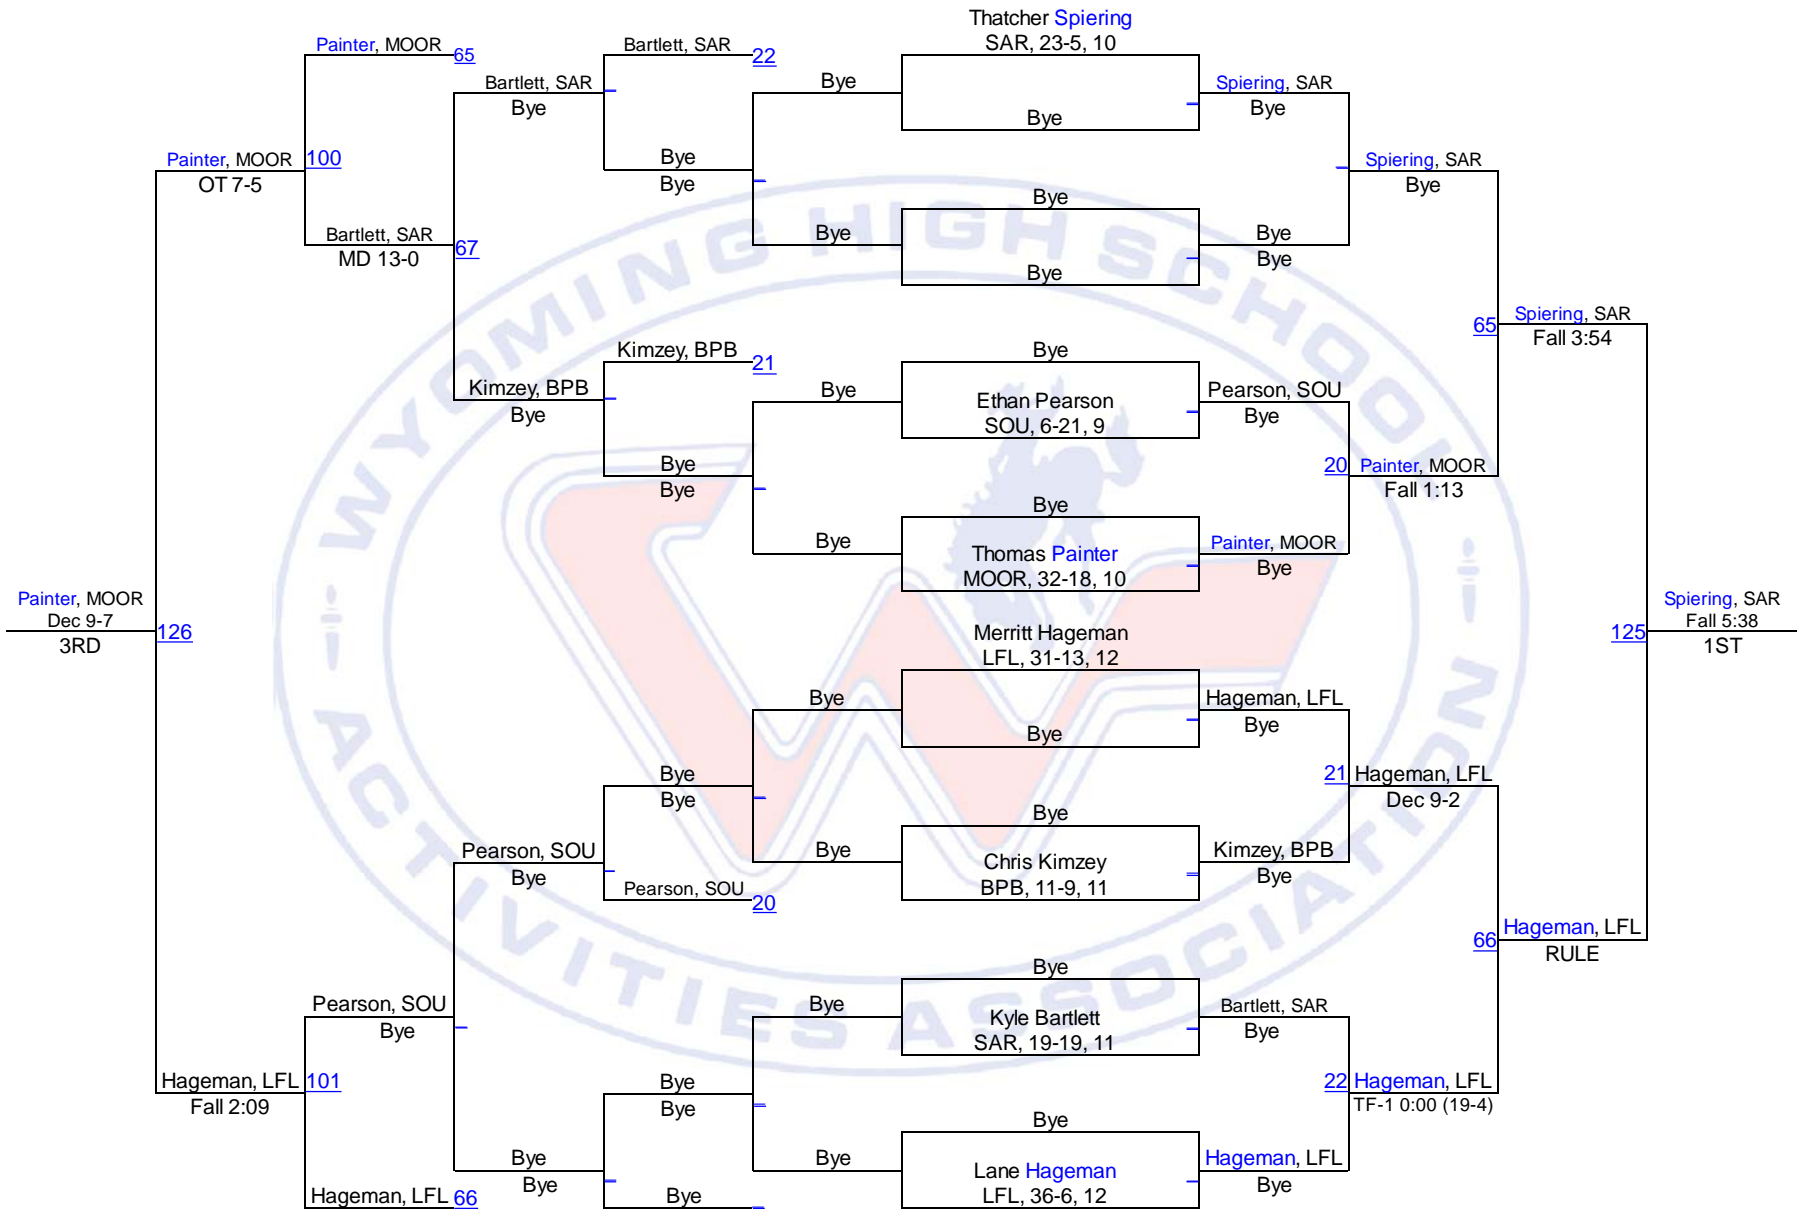 Thatcher Spiering
SAR, 23-5, 10
Painter, MOOR
65
Bartlett, SAR
22
Bartlett, SAR
Bye
Bye
Bye
Spiering, SAR
Bye
Painter, MOOR
100
OT 7-5
Bye
Bye
Spiering, SAR
Bye
Bartlett, SAR
MD 13-0
67
Bye
Bye
Bye
Bye
Bye
Kimzey, BPB
21
Bye
65
Spiering, SAR
Fall 3:54
Kimzey, BPB
Bye
Bye
Ethan Pearson
SOU, 6-21, 9
Pearson, SOU
Bye
Bye
Bye
20
Painter, MOOR
Fall 1:13
Bye
Bye
Thomas Painter
MOOR, 32-18, 10
Painter, MOOR
Bye
Painter, MOOR
Dec 9-7
3RD
126
125
Spiering, SAR
Fall 5:38
1ST
Merritt Hageman
LFL, 31-13, 12
Bye
Bye
Hageman, LFL
Bye
Bye
Bye
21
Hageman, LFL
Dec 9-2
Bye
Pearson, SOU
Bye
Bye
Chris Kimzey
BPB, 11-9, 11
Kimzey, BPB
Bye
Pearson, SOU
20
66
Hageman, LFL
RULE
Bye
Pearson, SOU
Bye
Bye
Kyle Bartlett
SAR, 19-19, 11
Bartlett, SAR
Bye
Hageman, LFL
101
Fall 2:09
Bye
Bye
22
Hageman, LFL
TF-1 0:00 (19-4)
Bye
Bye
Bye
Bye
Lane Hageman
LFL, 36-6, 12
Hageman, LFL
Bye
Hageman, LFL
66
Bye
WYOMING HIGH SCHOOL
ACTIVITIES ASSOCIATION